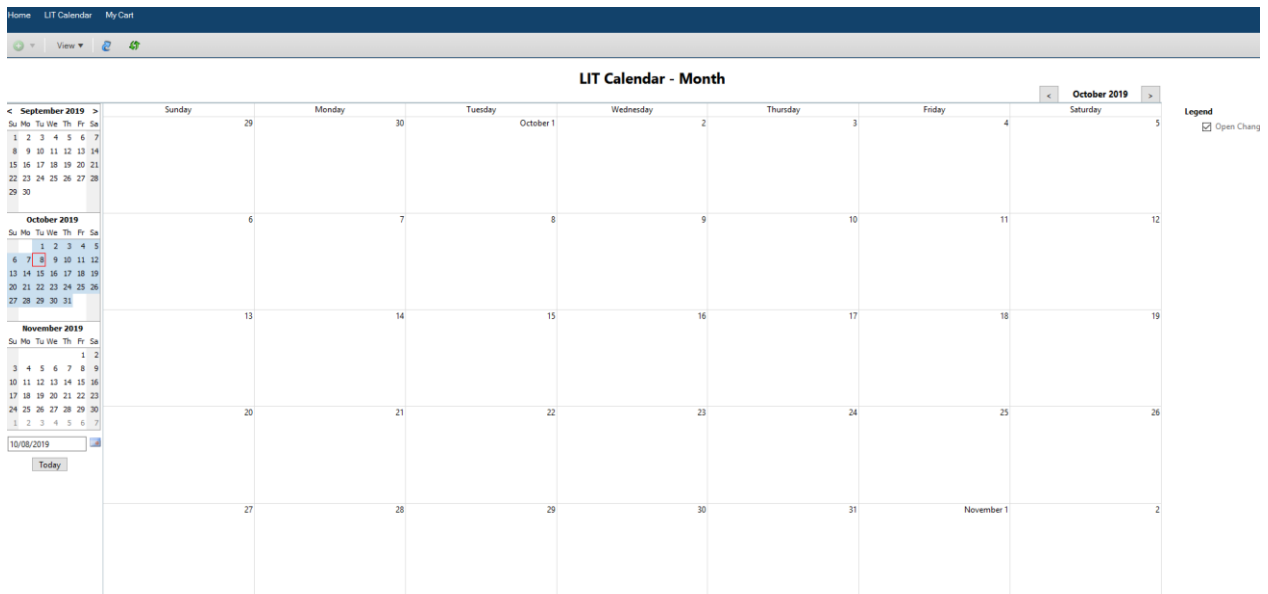 Home LIT Calendar My Cart
View
LIT Calendar - Month
< October 2019 >
< September 2019 >
Su Mo Tu We Th Fr Sa
1 2 3 4 5 6 7
8 9 10 11 12 13 14
15 16 17 18 19 20 21
22 23 24 25 26 27 28
29 30
October 2019
Su Mo Tu We Th Fr Sa
1 2 3 4 5
6 7 8 9 10 11 12
13 14 15 16 17 18 19
20 21 22 23 24 25 26
27 28 29 30 31
November 2019
Su Mo Tu We Th Fr Sa
1 2
3 4 5 6 7 8 9
10 11 12 13 14 15 16
17 18 19 20 21 22 23
24 25 26 27 28 29 30
1 2 3 4 5 6 7
10/08/2019
Today
Sunday Monday Tuesday Wednesday Thursday Friday Saturday
29 30 October 1 2 3 4 5
6 7 8 9 10 11 12
13 14 15 16 17 18 19
20 21 22 23 24 25 26
27 28 29 30 31 November 1 2
Legend
Open Chang